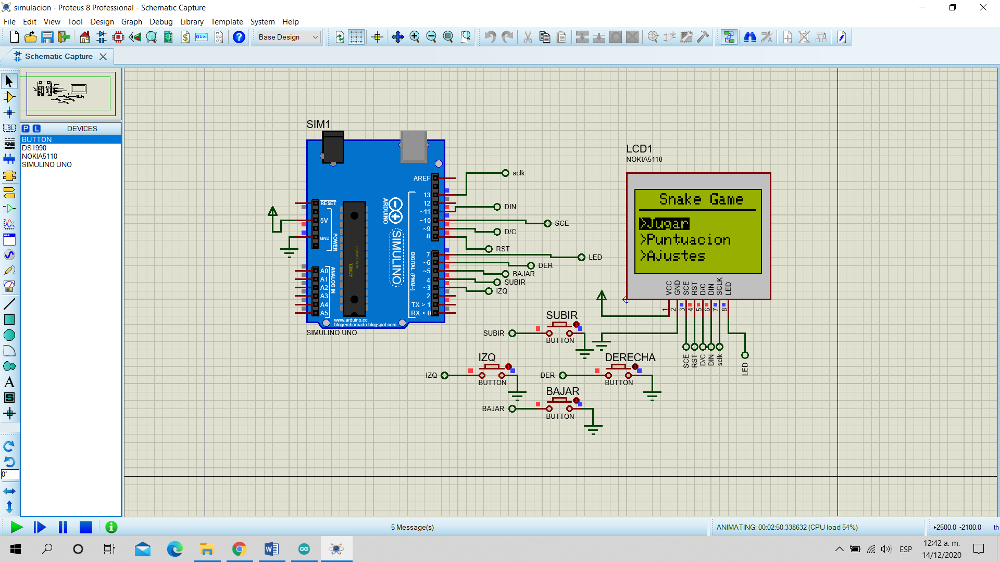 simulacion - Proteus 8 Professional - Schematic Capture
File Edit View Tool Design Graph Debug Library Template System Help
Base Design
Schematic Capture
LBL
P L DEVICES
BUTTON
DS1990
NOKIA5110
SIMULINO UNO
A
S
0°
SIM1
AREF
13
12
~11
~10
~9
8
7
~6
~5
4
~3
2
TX > 1
RX < 0
RESET
5V
GND
POWER
A0
A1
A2
A3
A4
A5
ANALOG IN
ATMEL
ATMEGA328P
ARDUINO
SIMULINO
DIGITAL (PWM~)
www.arduino.cc
blogembarcado.blogspot.com
SIMULINO UNO
sclk
DIN
SCE
D/C
RST
LED
DER
BAJAR
SUBIR
IZQ
LCD1
NOKIA5110
Snake Game
>Jugar
>Puntuacion
>Ajustes
VCC GND SCE RST D/C DIN SCLK LED
1 2 3 4 5 6 7 8
SCE RST D/C DIN sclk LED
SUBIR
SUBIR
BUTTON
IZQ
IZQ
BUTTON
DERECHA
DER
BUTTON
BAJAR
BAJAR
BUTTON
5 Message(s)
ANIMATING: 00:02:50.338632 (CPU load 54%)
+2500.0 -2100.0 th
ESP
12:42 a. m.
14/12/2020